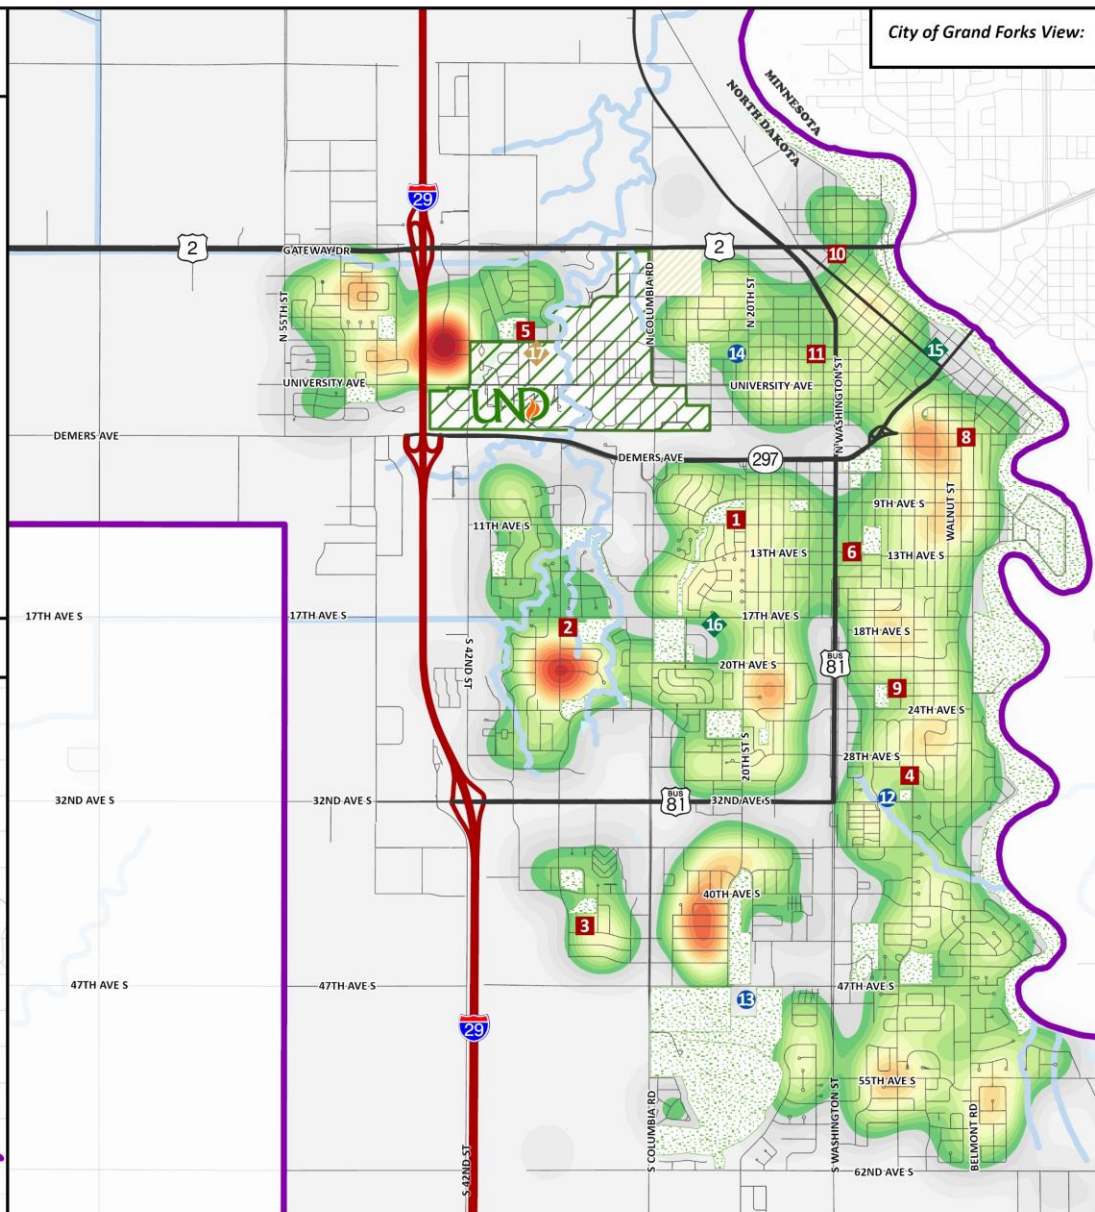 City of Grand Forks View:
MINNESOTA
NORTH DAKOTA
29
2
GATEWAY DR
2
10
N 55TH ST
N COLUMBIA RD
N 20TH ST
5
17
14
11
15
UNIVERSITY AVE
UNIVERSITY AVE
N WASHINGTON ST
UND
DEMERS AVE
DEMERS AVE
297
8
9TH AVE S
WALNUT ST
11TH AVE S
1
13TH AVE S
6
13TH AVE S
17TH AVE S
17TH AVE S
17TH AVE S
2
16
18TH AVE S
S 42ND ST
20TH AVE S
BUS
81
9
24TH AVE S
20TH ST S
28TH AVE S
4
12
32ND AVE S
32ND AVE S
BUS
81
32ND AVE S
40TH AVE S
3
47TH AVE S
47TH AVE S
47TH AVE S
13
29
55TH AVE S
S COLUMBIA RD
S WASHINGTON ST
BELMONT RD
S 42ND ST
62ND AVE S